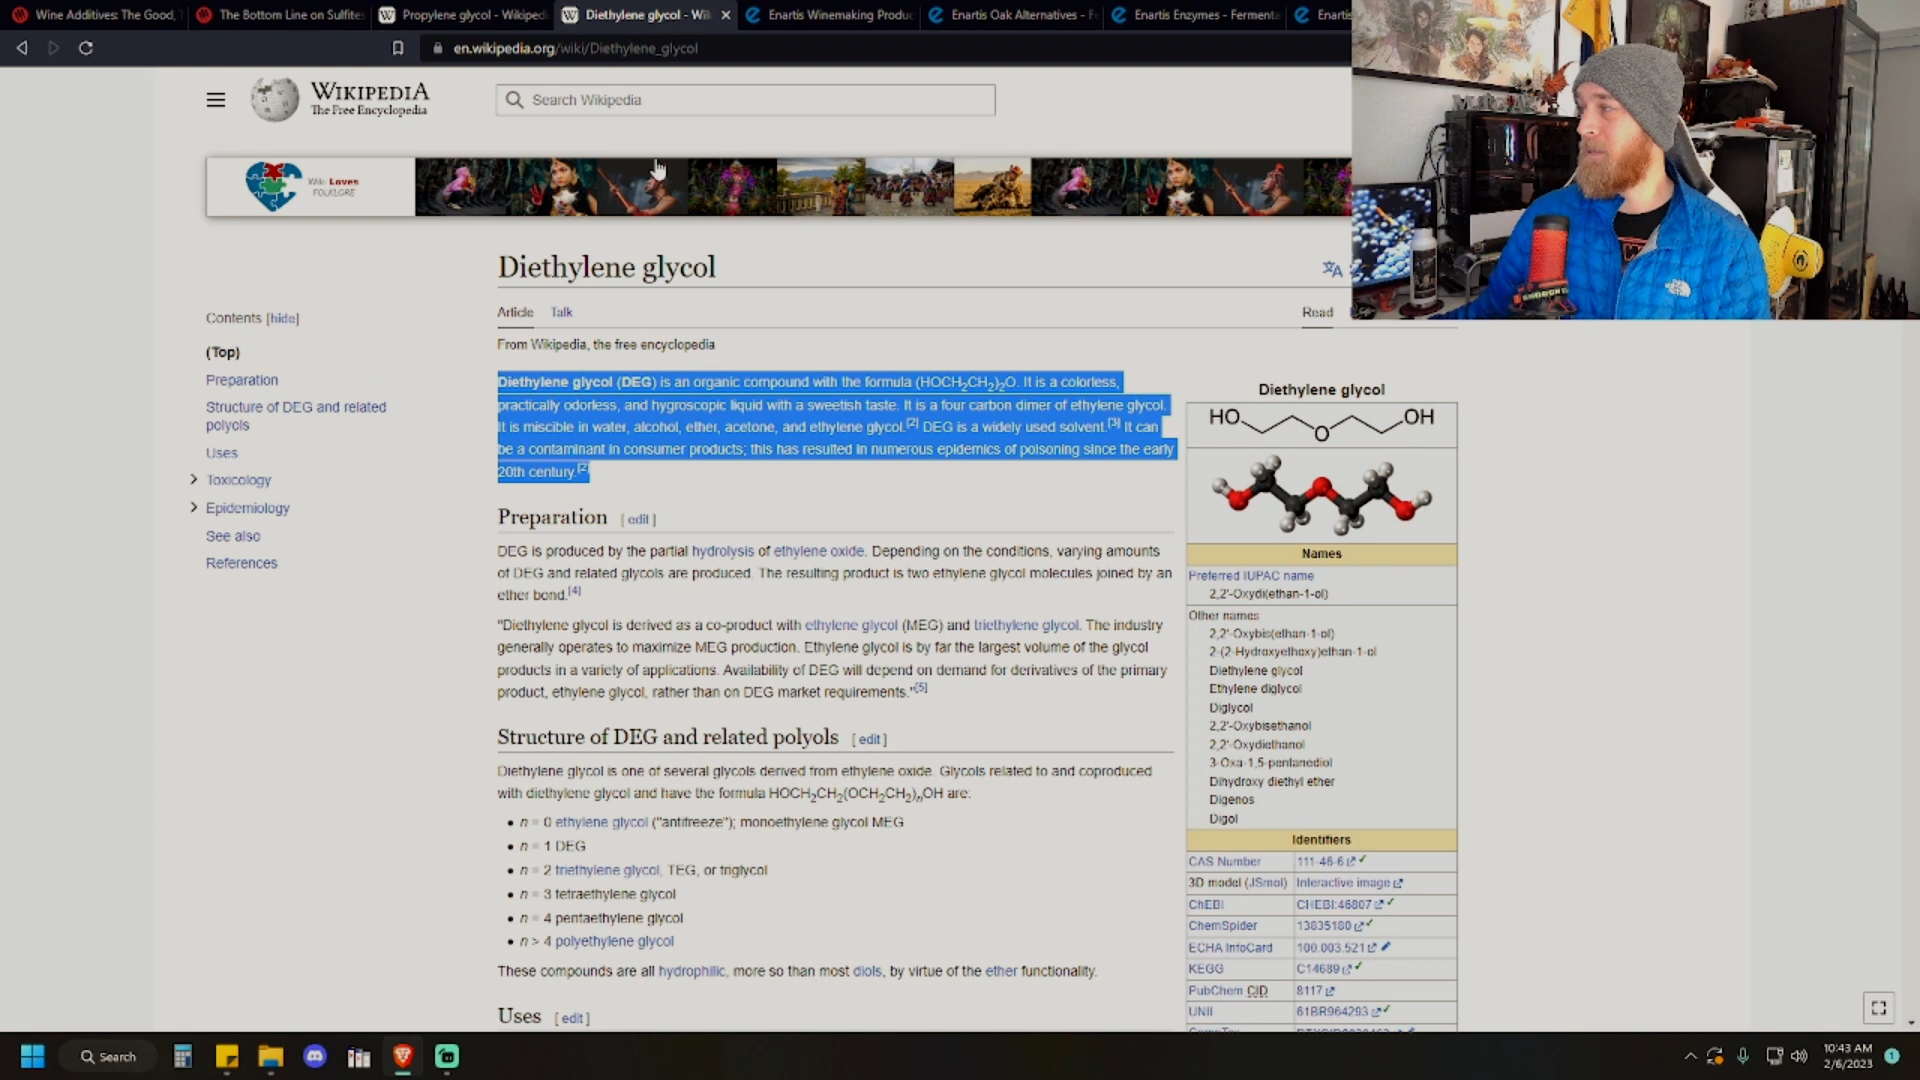 Wine Additives: The Good,
The Bottom Line on Sulfites
Propylene glycol - Wikiped
Diethylene glycol - Wi
Enartis Winemaking Produc
Enartis Oak Alternatives - F
Enartis Enzymes - Fermenta
Enartis
en.wikipedia.org/wiki/Diethylene_glycol
WIKIPEDIA
The Free Encyclopedia
Search Wikipedia
Wiki Loves
FOLKLORE
Diethylene glycol
Article Talk
Read
From Wikipedia, the free encyclopedia
Contents [hide]
(Top)
Preparation
Structure of DEG and related
polyols
Uses
Toxicology
Epidemiology
See also
References
Diethylene glycol (DEG) is an organic compound with the formula (HOCH2CH2)2O. It is a colorless,
practically odorless, and hygroscopic liquid with a sweetish taste. It is a four carbon dimer of ethylene glycol.
It is miscible in water, alcohol, ether, acetone, and ethylene glycol.[2] DEG is a widely used solvent.[3] It can
be a contaminant in consumer products; this has resulted in numerous epidemics of poisoning since the early
20th century.[2]
Preparation [ edit ]
DEG is produced by the partial hydrolysis of ethylene oxide. Depending on the conditions, varying amounts
of DEG and related glycols are produced. The resulting product is two ethylene glycol molecules joined by an
ether bond.[4]
"Diethylene glycol is derived as a co-product with ethylene glycol (MEG) and triethylene glycol. The industry
generally operates to maximize MEG production. Ethylene glycol is by far the largest volume of the glycol
products in a variety of applications. Availability of DEG will depend on demand for derivatives of the primary
product, ethylene glycol, rather than on DEG market requirements."[5]
Structure of DEG and related polyols [ edit ]
Diethylene glycol is one of several glycols derived from ethylene oxide. Glycols related to and coproduced
with diethylene glycol and have the formula HOCH2CH2(OCH2CH2)nOH are:
• n = 0 ethylene glycol ("antifreeze"); monoethylene glycol MEG
• n = 1 DEG
• n = 2 triethylene glycol, TEG, or triglycol
• n = 3 tetraethylene glycol
• n = 4 pentaethylene glycol
• n > 4 polyethylene glycol
These compounds are all hydrophilic, more so than most diols, by virtue of the ether functionality.
Uses [ edit ]
Diethylene glycol
HO O OH
Names
Preferred IUPAC name
2,2'-Oxydi(ethan-1-ol)
Other names
2,2'-Oxybis(ethan-1-ol)
2-(2-Hydroxyethoxy)ethan-1-ol
Diethylene glycol
Ethylene diglycol
Diglycol
2,2'-Oxybisethanol
2,2'-Oxydiethanol
3-Oxa-1,5-pentanediol
Dihydroxy diethyl ether
Digenos
Digol
Identifiers
CAS Number 111-46-6
3D model (JSmol) Interactive image
ChEBI CHEBI:46807
ChemSpider 13835180
ECHA InfoCard 100.003.521
KEGG C14689
PubChem CID 8117
UNII 61BR964293
Search
10:43 AM
2/6/2023
1